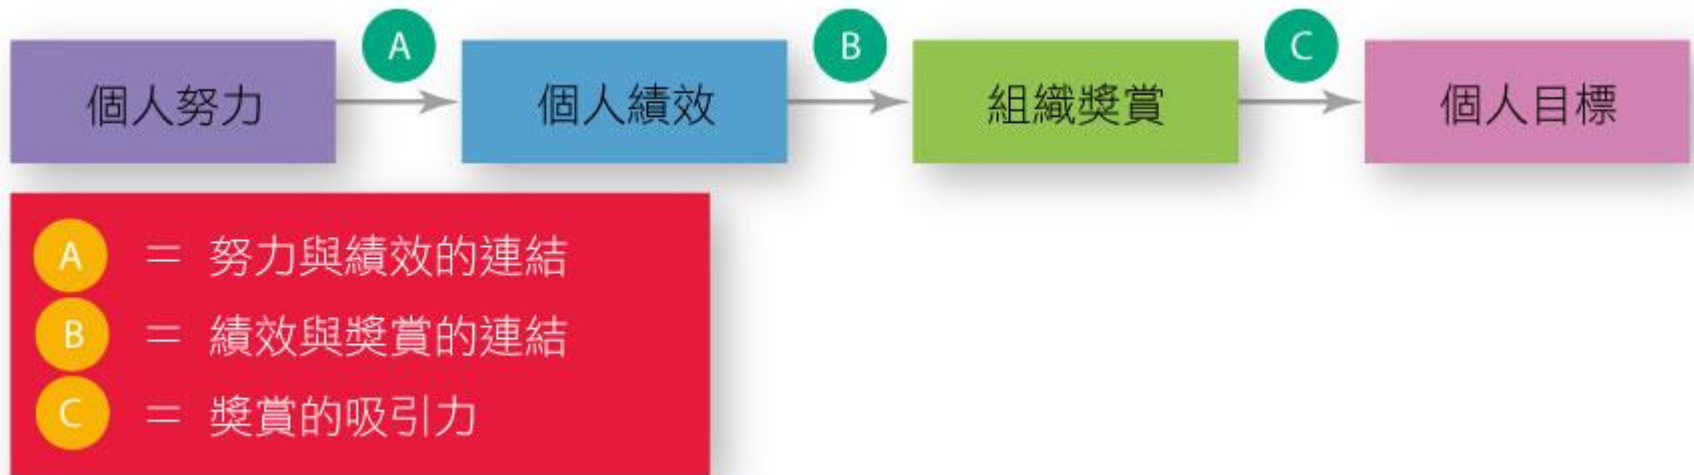 A
B
C
個人努力
個人績效
組織獎賞
個人目標
A = 努力與績效的連結
B = 績效與獎賞的連結
C = 獎賞的吸引力